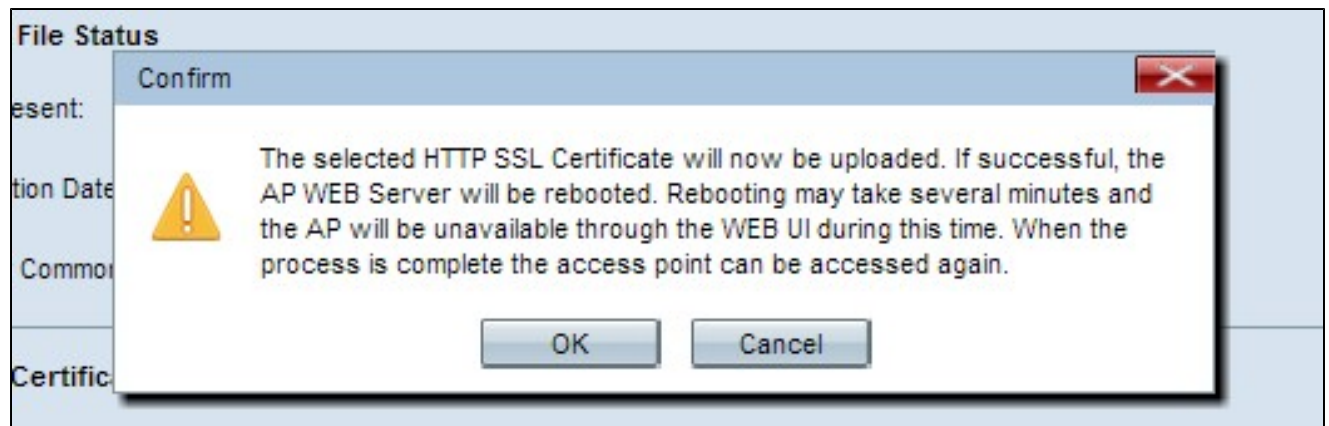 File Status
Confirm
esent:
The selected HTTP SSL Certificate will now be uploaded. If successful, the
tion Date
AP WEB Server will be rebooted. Rebooting may take several minutes and
the AP will be unavailable through the WEB UI during this time. When the
Common
process is complete the access point can be accessed again.
OK Cancel
Certific